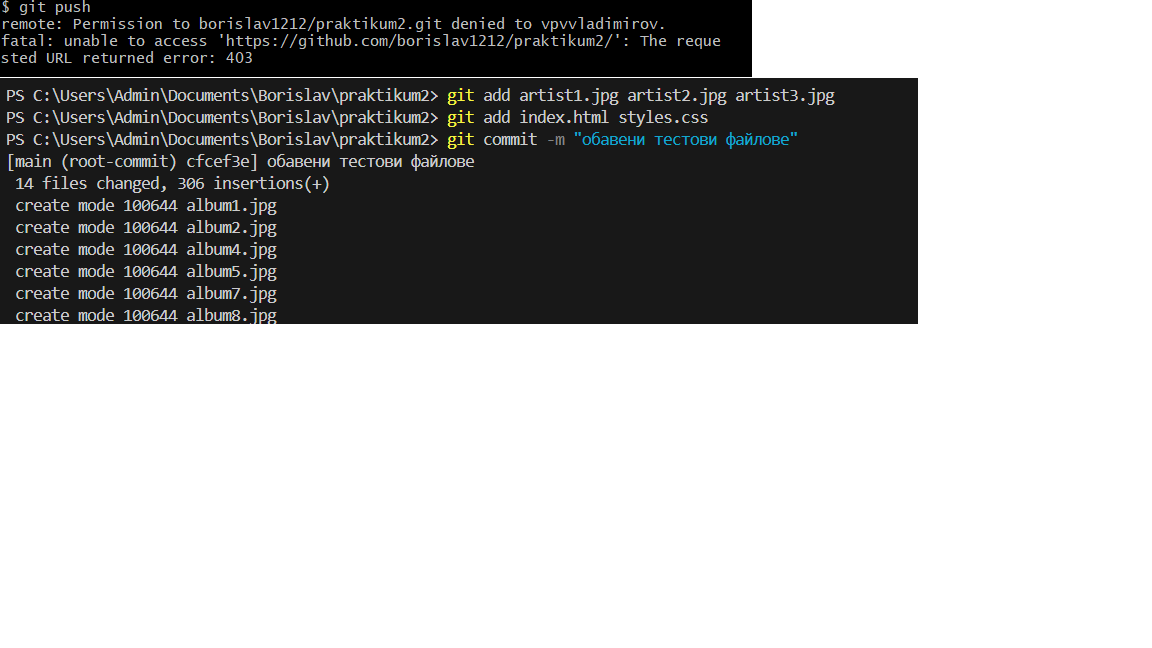 $ git push
remote: Permission to borislav1212/praktikum2.git denied to vpvvladimirov.
fatal: unable to access 'https://github.com/borislav1212/praktikum2/': The reque
sted URL returned error: 403
PS C:\Users\Admin\Documents\Borislav\praktikum2> git add artist1.jpg artist2.jpg artist3.jpg
PS C:\Users\Admin\Documents\Borislav\praktikum2> git add index.html styles.css
PS C:\Users\Admin\Documents\Borislav\praktikum2> git commit -m "обавени тестови файлове"
[main (root-commit) cfcef3e] обавени тестови файлове
 14 files changed, 306 insertions(+)
 create mode 100644 album1.jpg
 create mode 100644 album2.jpg
 create mode 100644 album4.jpg
 create mode 100644 album5.jpg
 create mode 100644 album7.jpg
 create mode 100644 album8.jpg